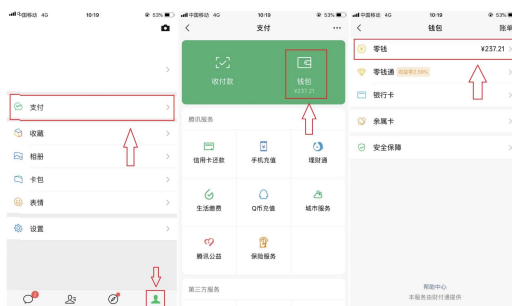 中国移动 4G
10:19
53%
支付
收藏
相册
卡包
表情
设置
中国移动 4G
10:19
53%
支付
收付款
钱包
¥237.21
腾讯服务
信用卡还款
手机充值
理财通
生活缴费
Q币充值
城市服务
腾讯公益
保险服务
第三方服务
中国移动 4G
10:19
53%
钱包
账单
零钱
¥237.21
零钱通
银行卡
亲属卡
安全保障
帮助中心
本服务由财付通提供